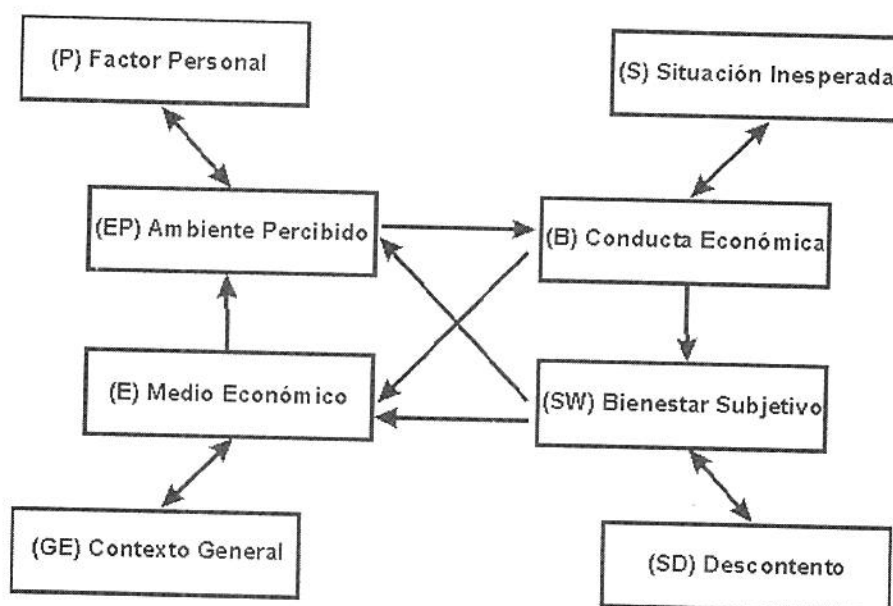 (P) Factor Personal
(S) Situación Inesperada
(EP) Ambiente Percibido
(B) Conducta Económica
(E) Medio Económico
(SW) Bienestar Subjetivo
(GE) Contexto General
(SD) Descontento